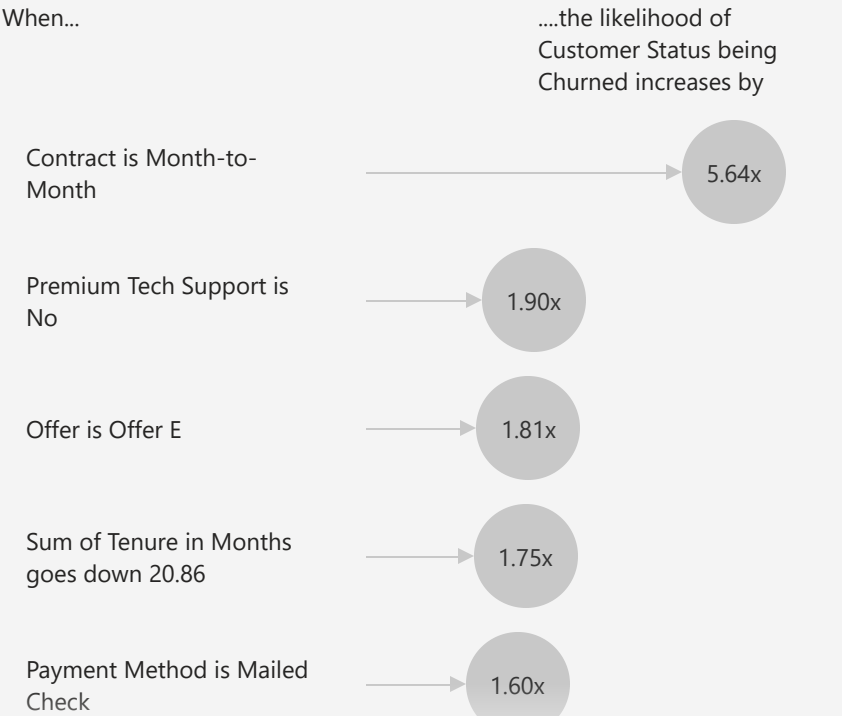 When...
....the likelihood of
Customer Status being
Churned increases by
Contract is Month-to-
Month
5.64x
Premium Tech Support is
No
1.90x
Offer is Offer E
1.81x
Sum of Tenure in Months
goes down 20.86
1.75x
Payment Method is Mailed
Check
1.60x